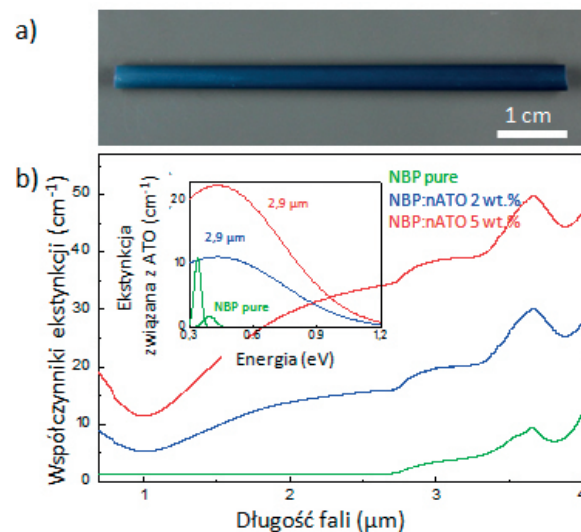 a)
1 cm
b)
Współczynniki ekstynkcji (cm⁻¹)
50
40
30
20
10
0
NBP pure
NBP:nATO 2 wt.%
NBP:nATO 5 wt.%
Ekstynkcja
związana z ATO (cm⁻¹)
20
10
0
2,9 µm
2,9 µm
NBP pure
0.3
0.6
0.9
1.2
Energia (eV)
1
2
3
4
Długość fali (µm)